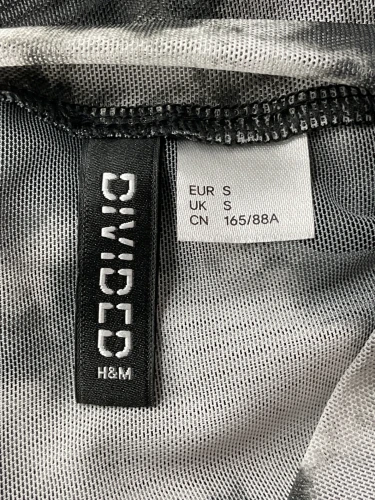 DIVIDED
H&M
EUR S
UK S
CN 165/88A